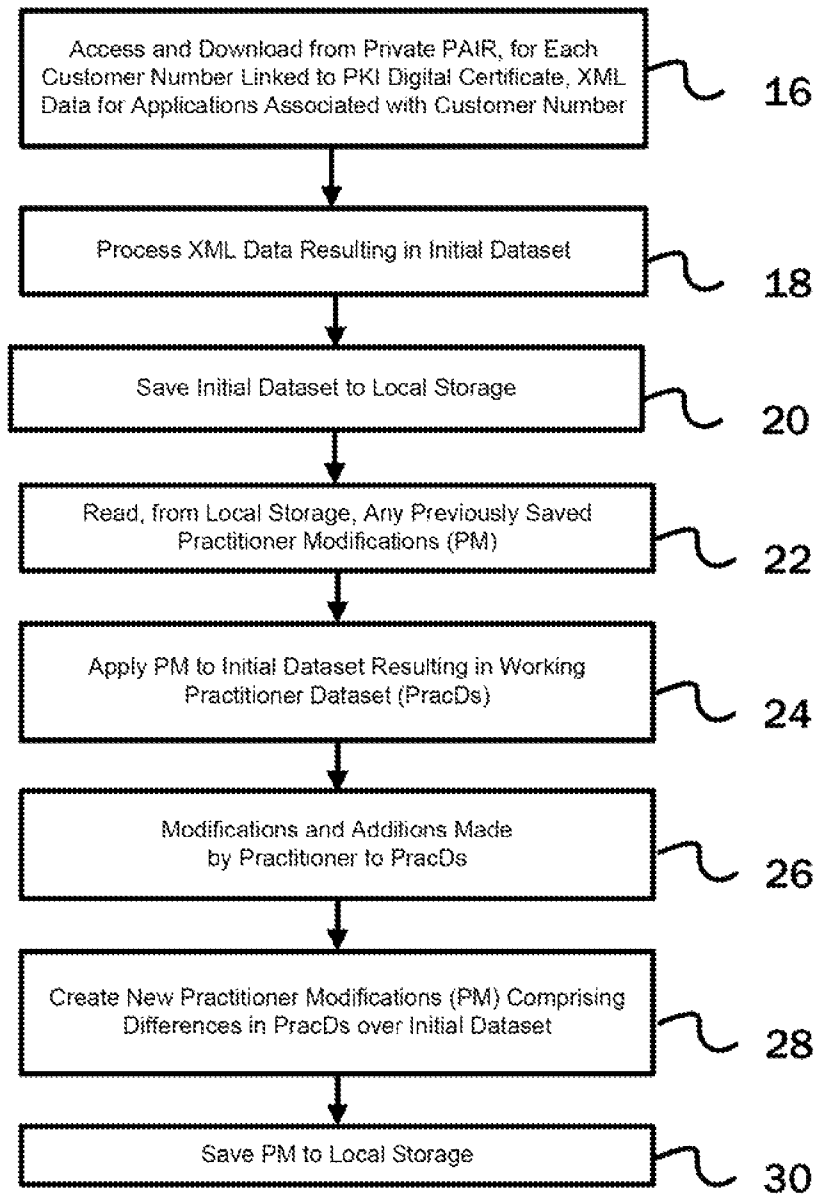 Access and Download from Private PAIR, for Each
Customer Number Linked to PKI Digital Certificate, XML
Data for Applications Associated with Customer Number
16
Process XML Data Resulting in Initial Dataset
18
Save Initial Dataset to Local Storage
20
Read, from Local Storage, Any Previously Saved
Practitioner Modifications (PM)
22
Apply PM to Initial Dataset Resulting in Working
Practitioner Dataset (PracDs)
24
Modifications and Additions Made
by Practitioner to PracDs
26
Create New Practitioner Modifications (PM) Comprising
Differences in PracDs over Initial Dataset
28
Save PM to Local Storage
30